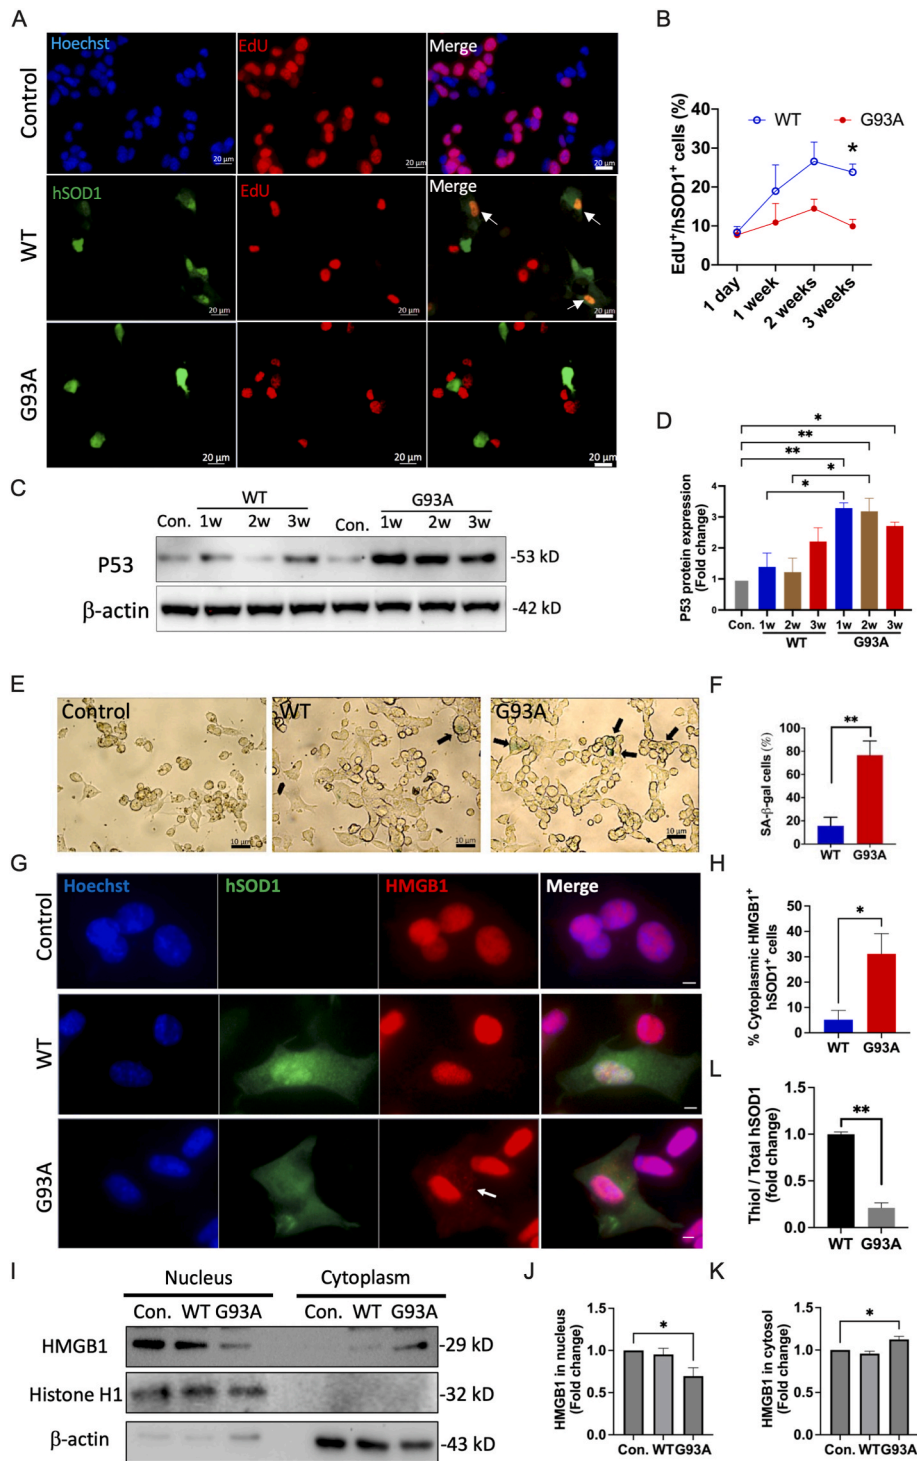 A
Hoechst EdU Merge
Control
20 µm 20 µm 20 µm
hSOD1 EdU Merge
WT
20 µm 20 µm 20 µm
G93A
20 µm 20 µm 20 µm
B
EdU⁺/hSOD1⁺ cells (%)
WT G93A
40
30
20
10
0
*
1 day 1 week 2 weeks 3 weeks
C
WT G93A
Con. 1w 2w 3w Con. 1w 2w 3w
P53 -53 kD
β-actin -42 kD
D
*
**
**
*
*
P53 protein expression
(Fold change)
4
3
2
1
0
Con. 1w 2w 3w 1w 2w 3w
WT G93A
E
Control WT G93A
10 µm 10 µm 10 µm
F
SA-β-gal cells (%)
100
80
60
40
20
0
**
WT G93A
G
Hoechst hSOD1 HMGB1 Merge
Control
WT
G93A
H
% Cytoplasmic HMGB1⁺
hSOD1⁺ cells
50
40
30
20
10
0
*
WT G93A
L
Thiol / Total hSOD1
(fold change)
1.5
1.0
0.5
0.0
**
WT G93A
I
Nucleus Cytoplasm
Con. WT G93A Con. WT G93A
HMGB1 -29 kD
Histone H1 -32 kD
β-actin -43 kD
J
HMGB1 in nucleus
(Fold change)
1.5
1.0
0.5
0.0
*
Con. WT G93A
K
HMGB1 in cytosol
(Fold change)
1.5
1.0
0.5
0.0
*
Con. WT G93A